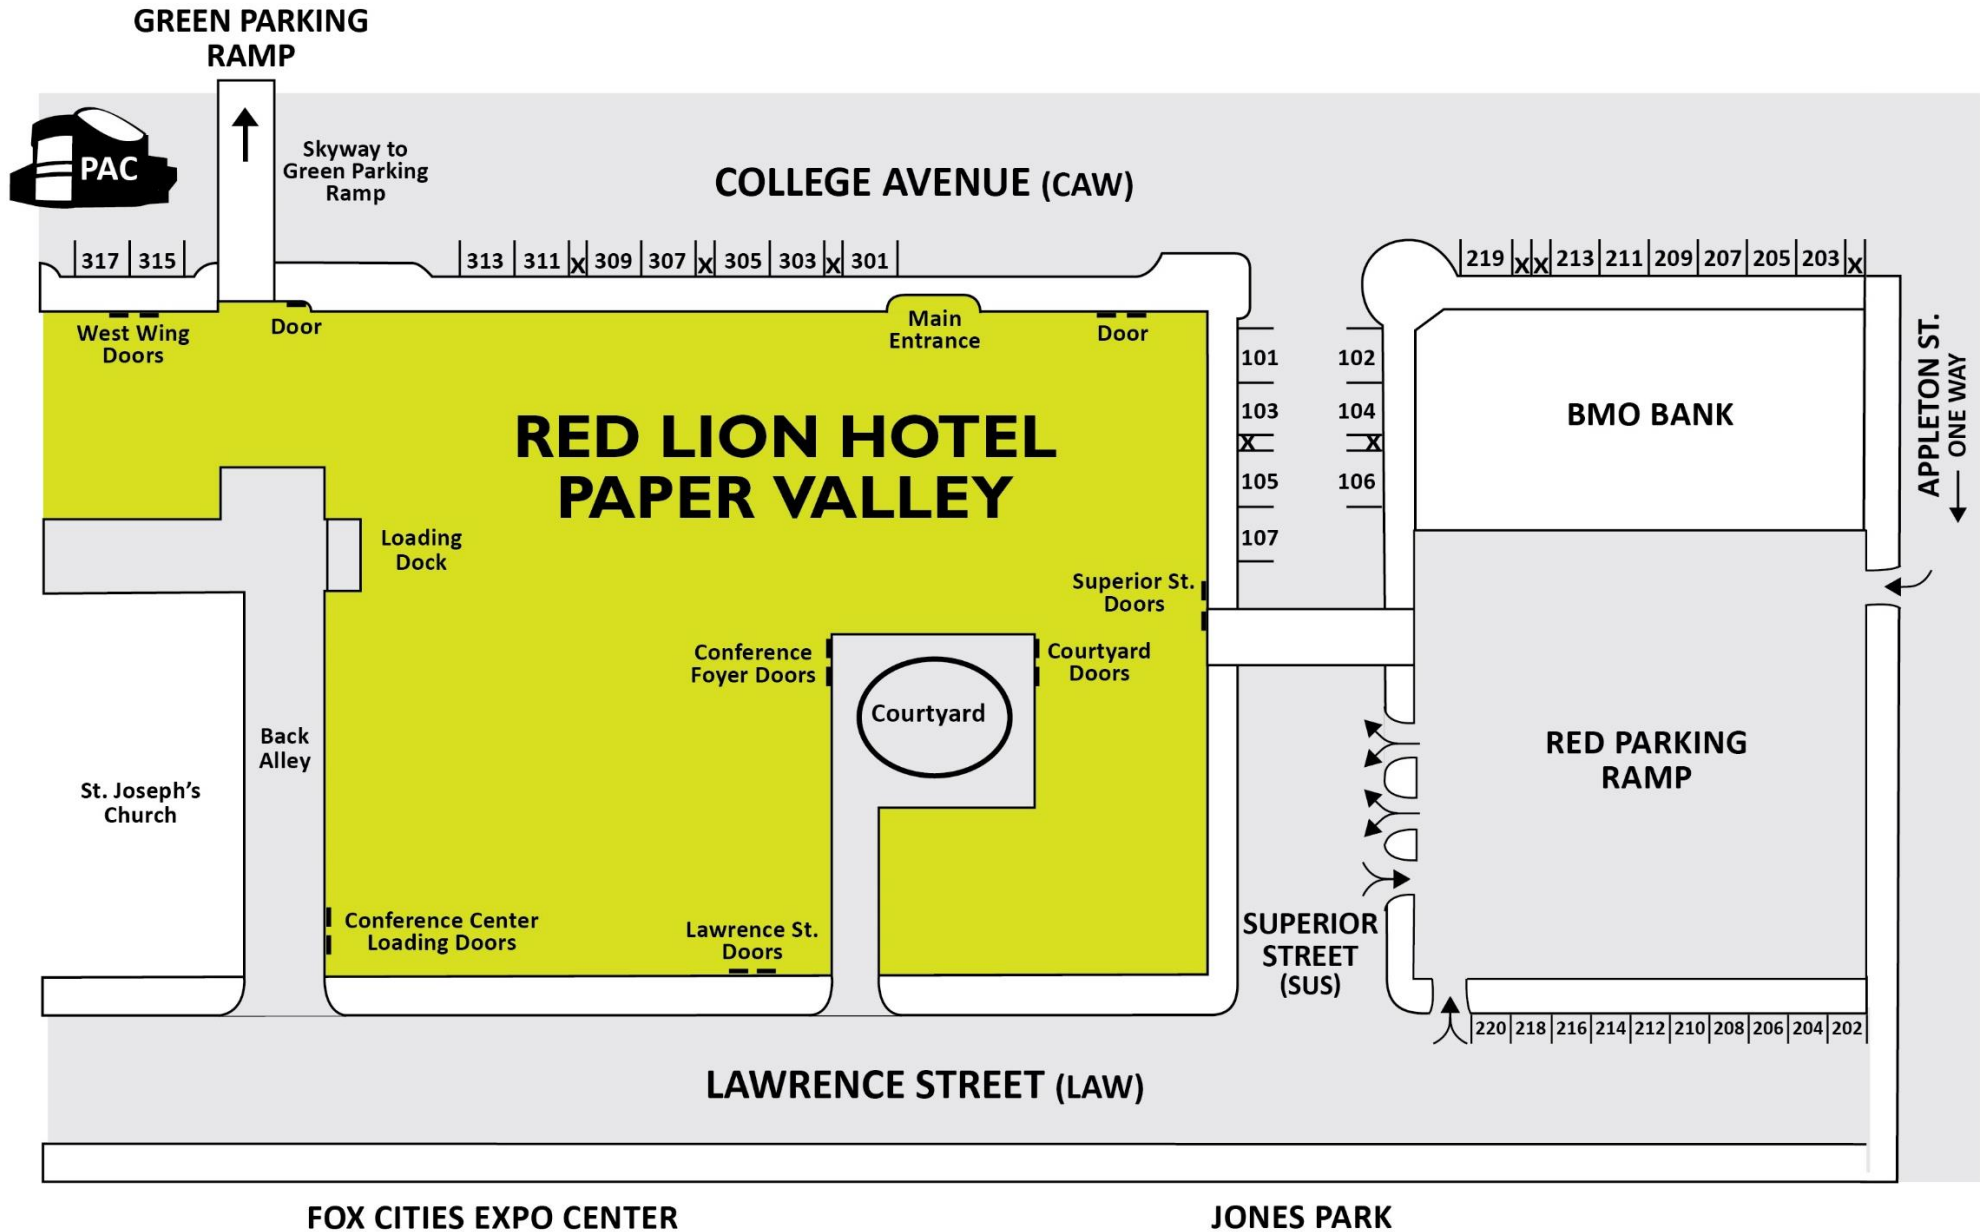 GREEN PARKING
RAMP
PAC
Skyway to
Green Parking
Ramp
COLLEGE AVENUE (CAW)
317 315
313 311 X 309 307 X 305 303 X 301
219 X X 213 211 209 207 205 203 X
West Wing
Doors
Door
Main
Entrance
Door
101 102
103 104
X X
105 106
107
BMO BANK
APPLETON ST.
ONE WAY
RED LION HOTEL
PAPER VALLEY
Loading
Dock
Superior St.
Doors
Conference
Foyer Doors
Courtyard
Doors
Courtyard
Back
Alley
St. Joseph's
Church
RED PARKING
RAMP
Conference Center
Loading Doors
Lawrence St.
Doors
SUPERIOR
STREET
(SUS)
220 218 216 214 212 210 208 206 204 202
LAWRENCE STREET (LAW)
FOX CITIES EXPO CENTER
JONES PARK